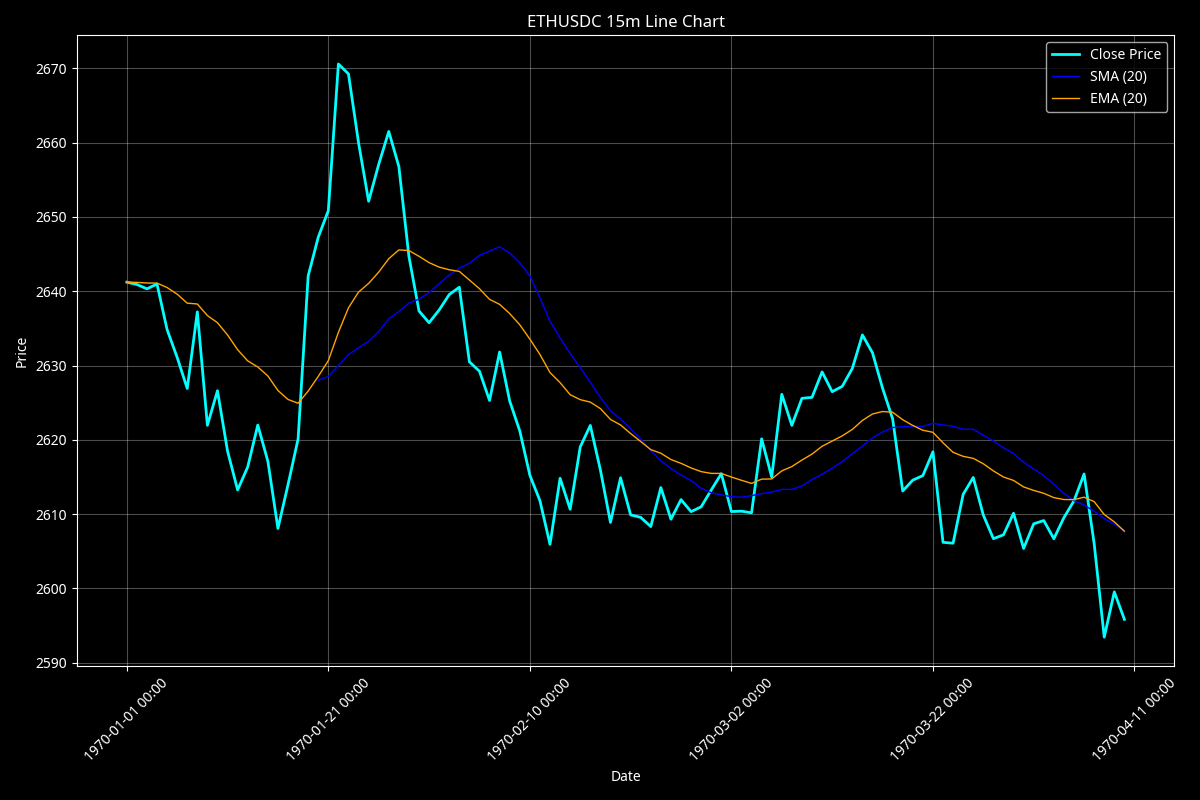 ETHUSDC 15m Line Chart
Close Price
SMA (20)
EMA (20)
Price
2670
2660
2650
2640
2630
2620
2610
2600
2590
1970-01-01 00:00
1970-01-21 00:00
1970-02-10 00:00
1970-03-02 00:00
1970-03-22 00:00
1970-04-11 00:00
Date